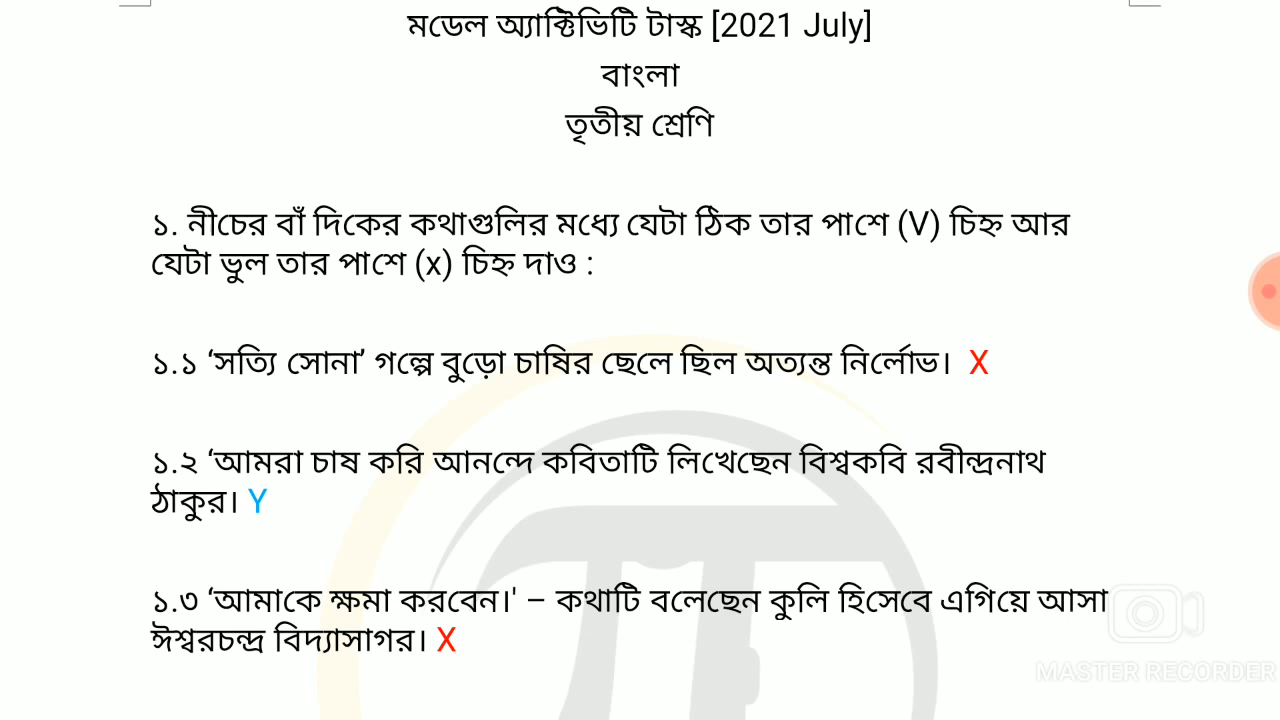 মডেল অ্যাক্টিভিটি টাস্ক [2021 July]
বাংলা
তৃতীয় শ্রেণি
১. নীচের বাঁ দিকের কথাগুলির মধ্যে যেটা ঠিক তার পাশে (V) চিহ্ন আর
যেটা ভুল তার পাশে (x) চিহ্ন দাও :
১.১ ‘সত্যি সোনা’ গল্পে বুড়ো চাষির ছেলে ছিল অত্যন্ত নির্লোভ। X
১.২ ‘আমরা চাষ করি আনন্দে কবিতাটি লিখেছেন বিশ্বকবি রবীন্দ্রনাথ
ঠাকুর। Y
১.৩ ‘আমাকে ক্ষমা করবেন।' – কথাটি বলেছেন কুলি হিসেবে এগিয়ে আসা
ঈশ্বরচন্দ্র বিদ্যাসাগর। X
MASTER RECORDER